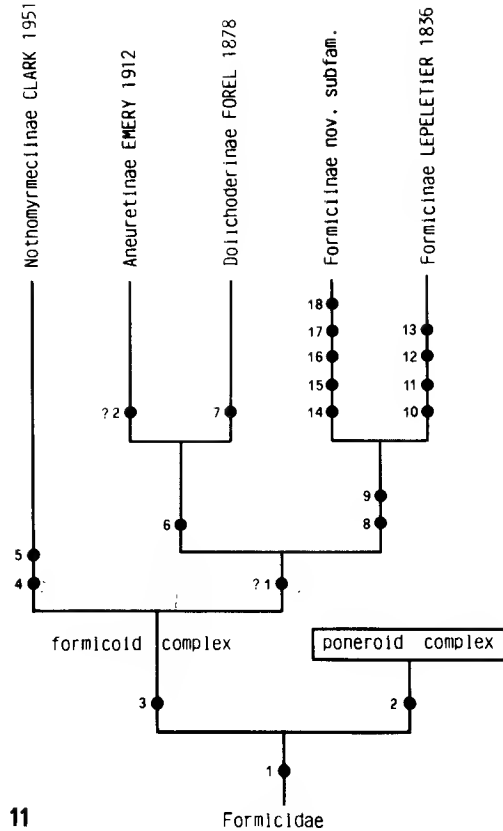 Nothomyrmeciinae CLARK 1951
Aneuretinae EMERY 1912
Dolichoderinae FOREL 1878
Formiciinae nov. subfam.
Formicinae LEPELETIER 1836
18
17
16
15
14
13
12
11
10
? 2
7
9
8
6
5
4
? 1
formicoid complex
poneroid complex
3
2
1
11
Formicidae